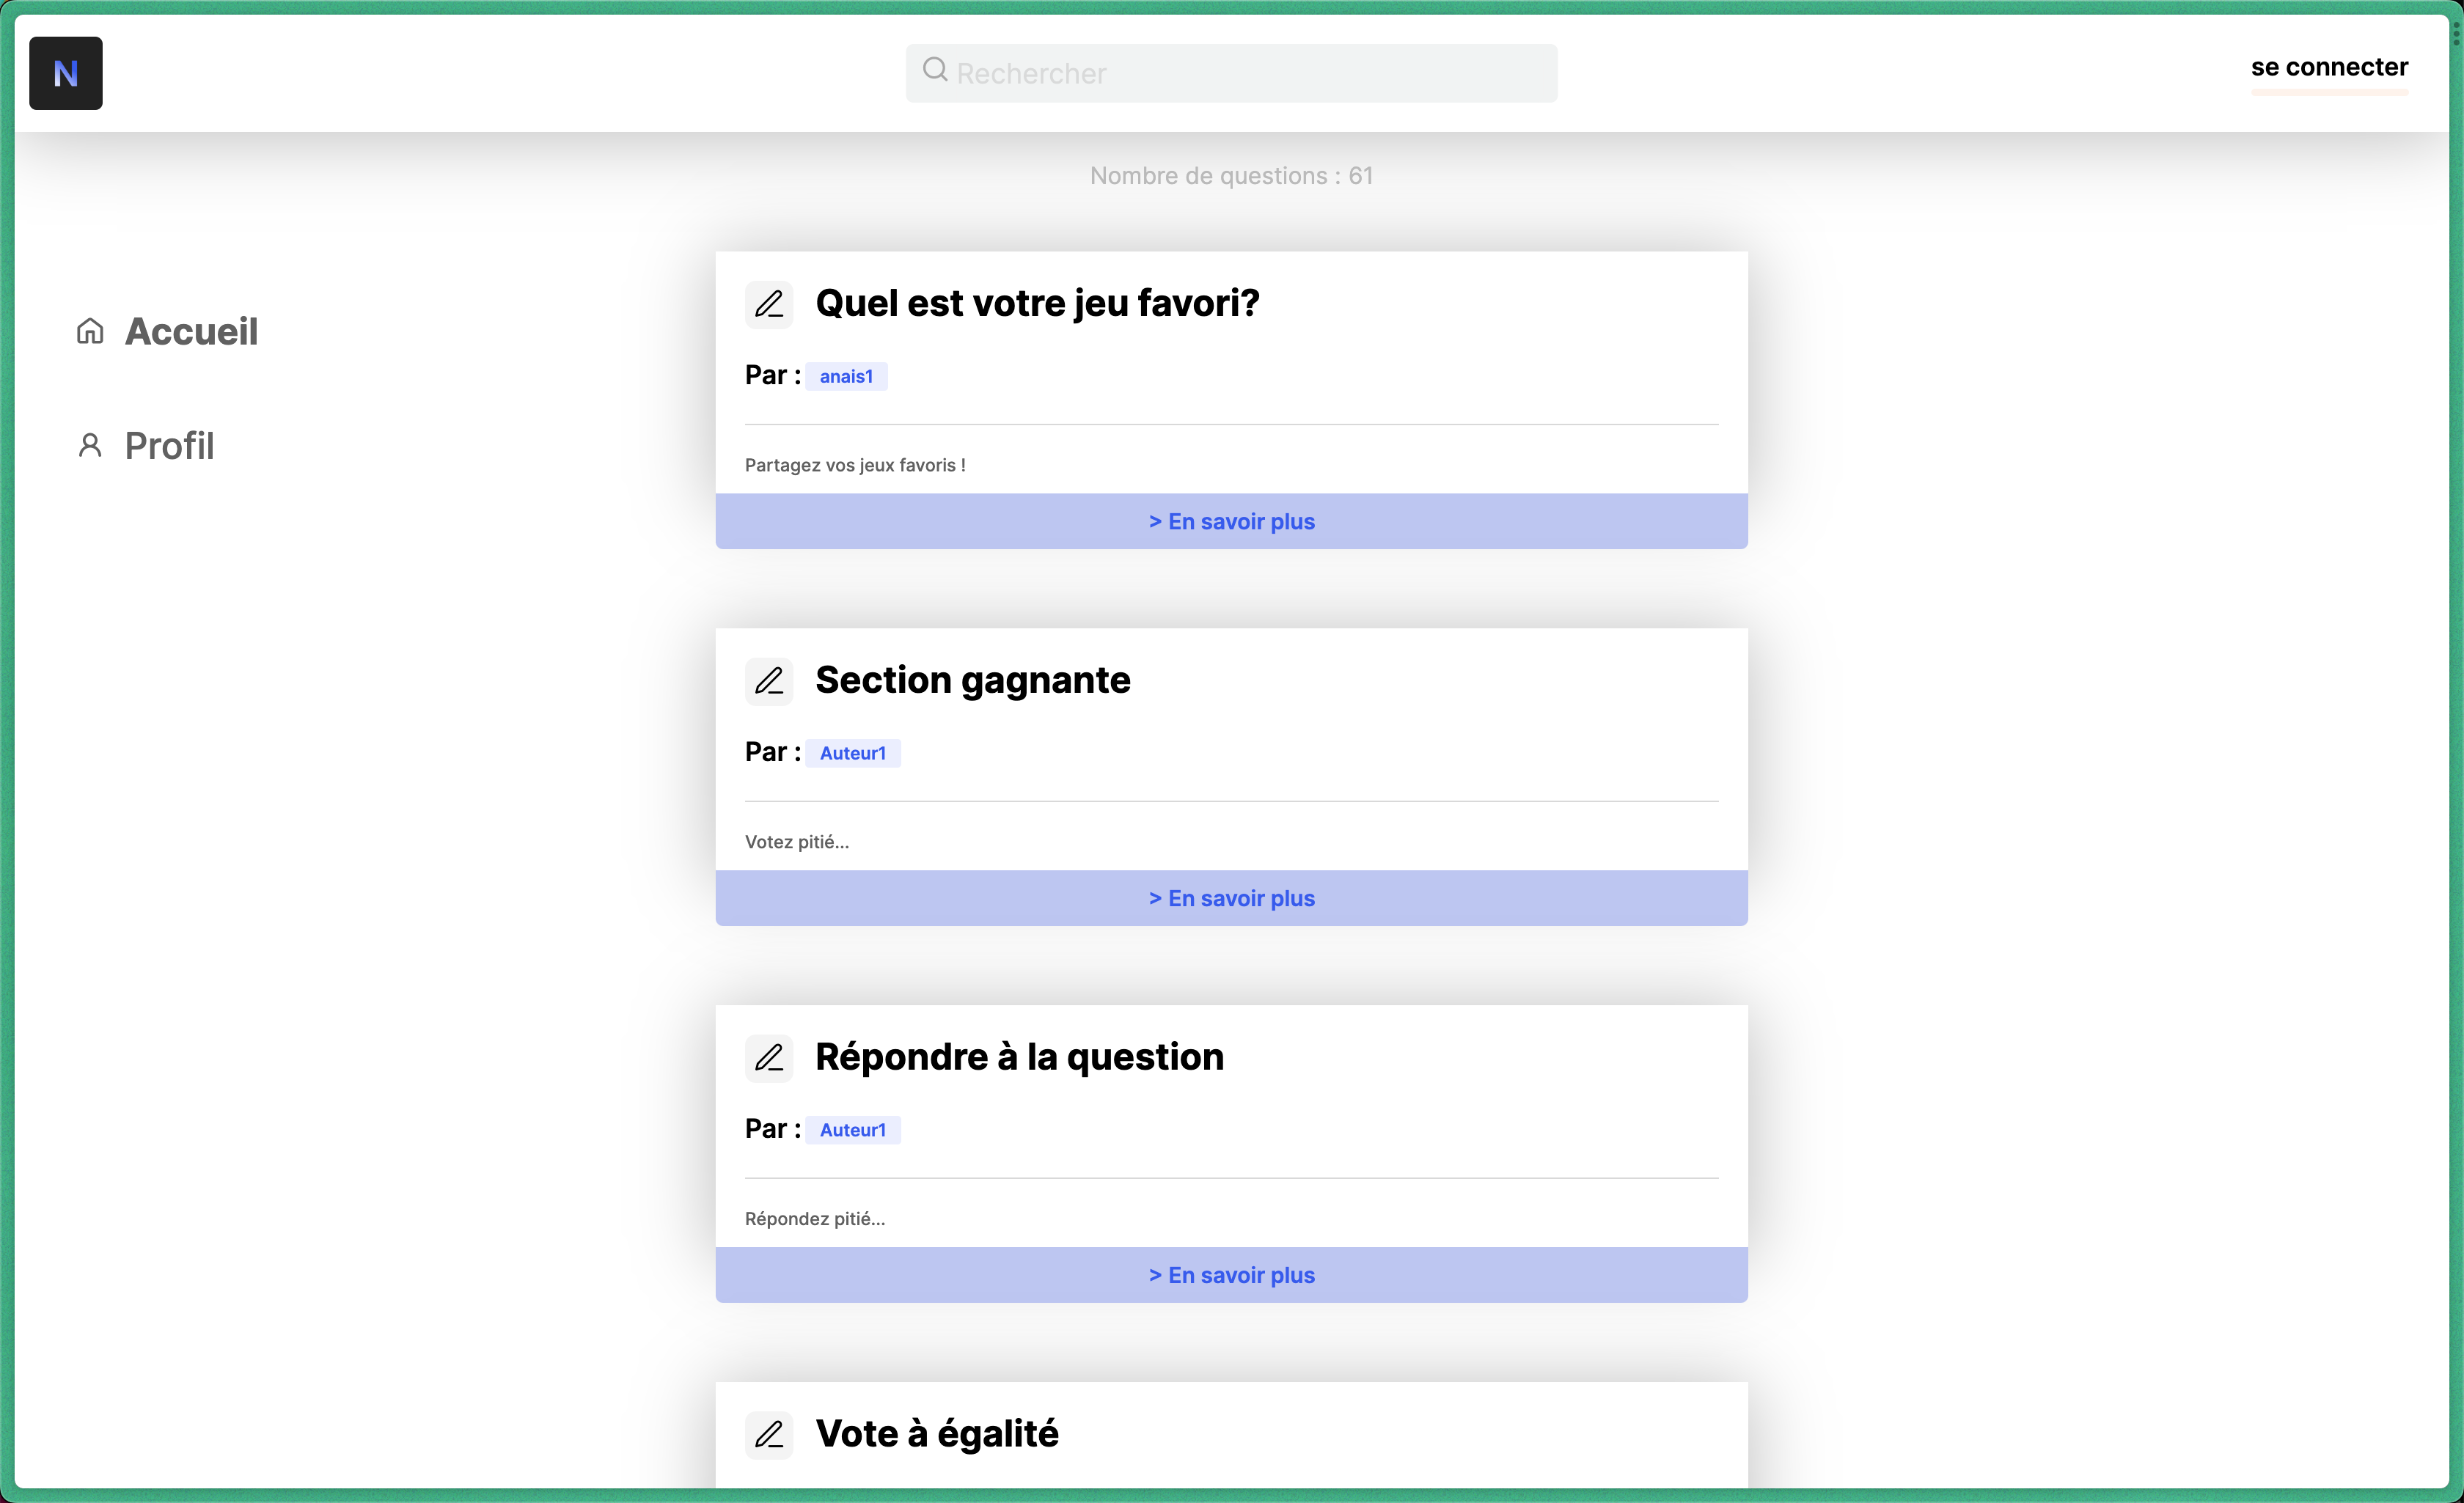 N
Rechercher
se connecter
Nombre de questions : 61
Accueil
Profil
Quel est votre jeu favori?
Par : anais1
Partagez vos jeux favoris !
> En savoir plus
Section gagnante
Par : Auteur1
Votez pitié...
> En savoir plus
Répondre à la question
Par : Auteur1
Répondez pitié...
> En savoir plus
Vote à égalité